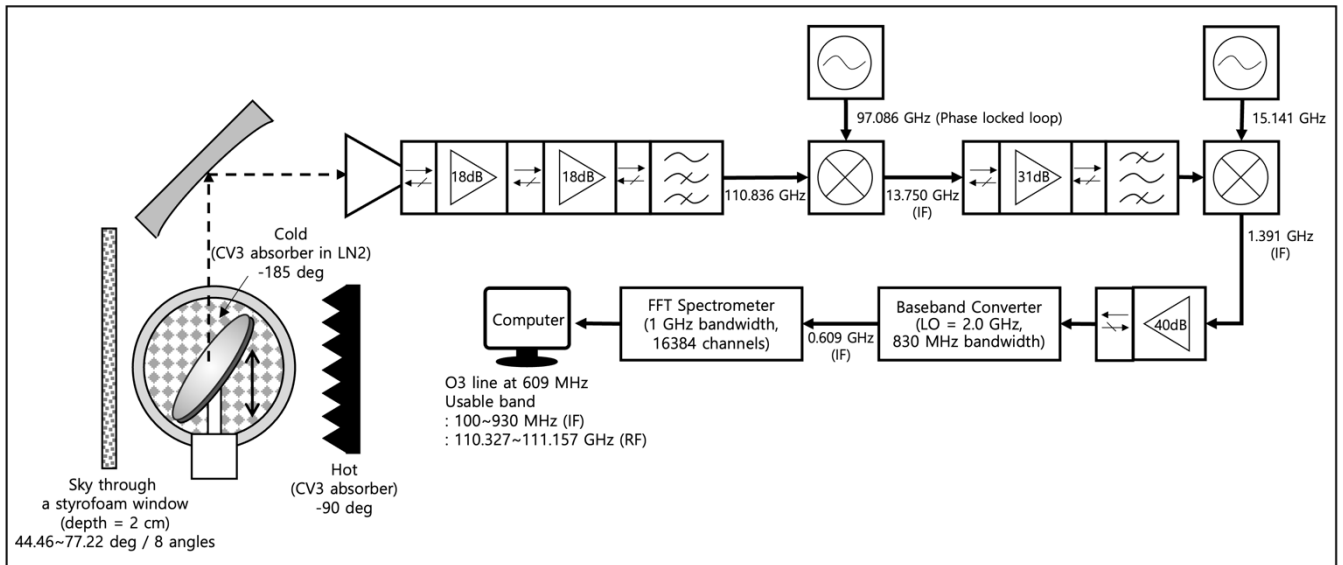 97.086 GHz (Phase locked loop)
15.141 GHz
18dB
18dB
110.836 GHz
13.750 GHz
(IF)
31dB
1.391 GHz
(IF)
Cold
(CV3 absorber in LN2)
-185 deg
Computer
FFT Spectrometer
(1 GHz bandwidth,
16384 channels)
0.609 GHz
(IF)
Baseband Converter
(LO = 2.0 GHz,
830 MHz bandwidth)
40dB
O3 line at 609 MHz
Usable band
: 100~930 MHz (IF)
: 110.327~111.157 GHz (RF)
Hot
(CV3 absorber)
-90 deg
Sky through
a styrofoam window
(depth = 2 cm)
44.46~77.22 deg / 8 angles